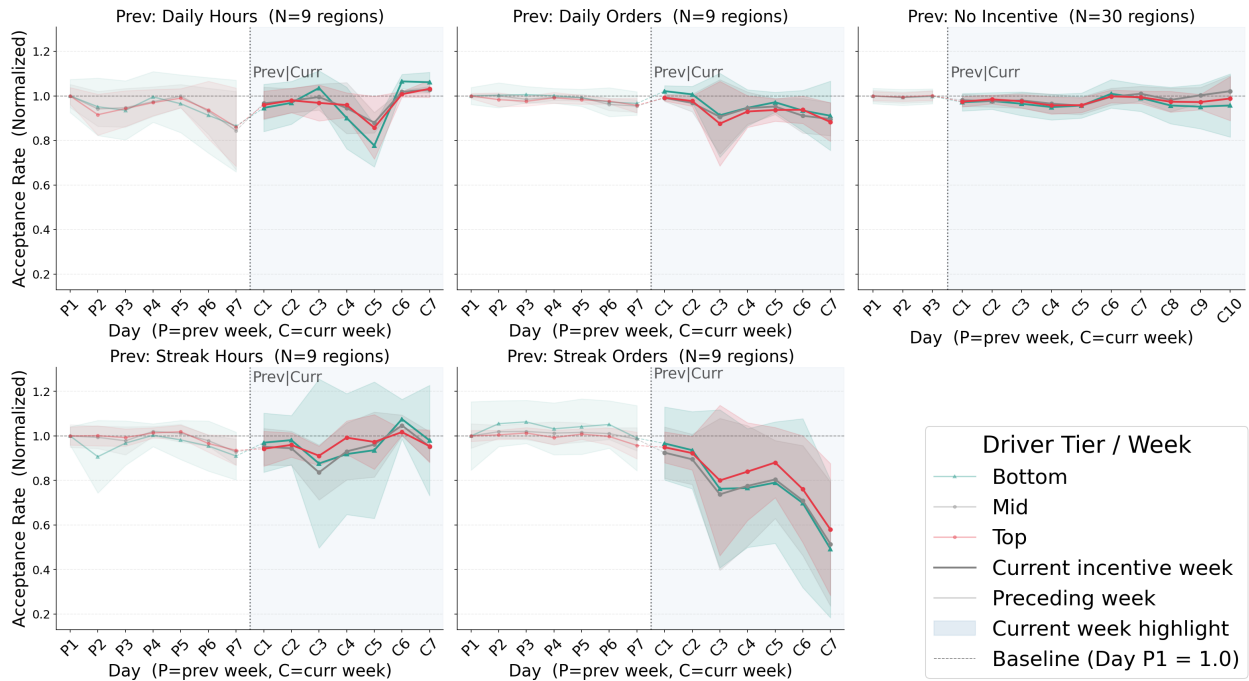 Prev: Daily Hours  (N=9 regions)
Prev: Daily Orders  (N=9 regions)
Prev: No Incentive  (N=30 regions)
Acceptance Rate  (Normalized)
1.2
1.0
0.8
0.6
0.4
0.2
Prev|Curr
Prev|Curr
Prev|Curr
P1 P2 P3 P4 P5 P6 P7 C1 C2 C3 C4 C5 C6 C7
P1 P2 P3 P4 P5 P6 P7 C1 C2 C3 C4 C5 C6 C7
P1 P2 P3 C1 C2 C3 C4 C5 C6 C7 C8 C9 C10
Day  (P=prev week, C=curr week)
Day  (P=prev week, C=curr week)
Day  (P=prev week, C=curr week)
Prev: Streak Hours  (N=9 regions)
Prev: Streak Orders  (N=9 regions)
Acceptance Rate  (Normalized)
1.2
1.0
0.8
0.6
0.4
0.2
Prev|Curr
Prev|Curr
P1 P2 P3 P4 P5 P6 P7 C1 C2 C3 C4 C5 C6 C7
P1 P2 P3 P4 P5 P6 P7 C1 C2 C3 C4 C5 C6 C7
Day  (P=prev week, C=curr week)
Day  (P=prev week, C=curr week)
Driver Tier / Week
Bottom
Mid
Top
Current incentive week
Preceding week
Current week highlight
Baseline (Day P1 = 1.0)